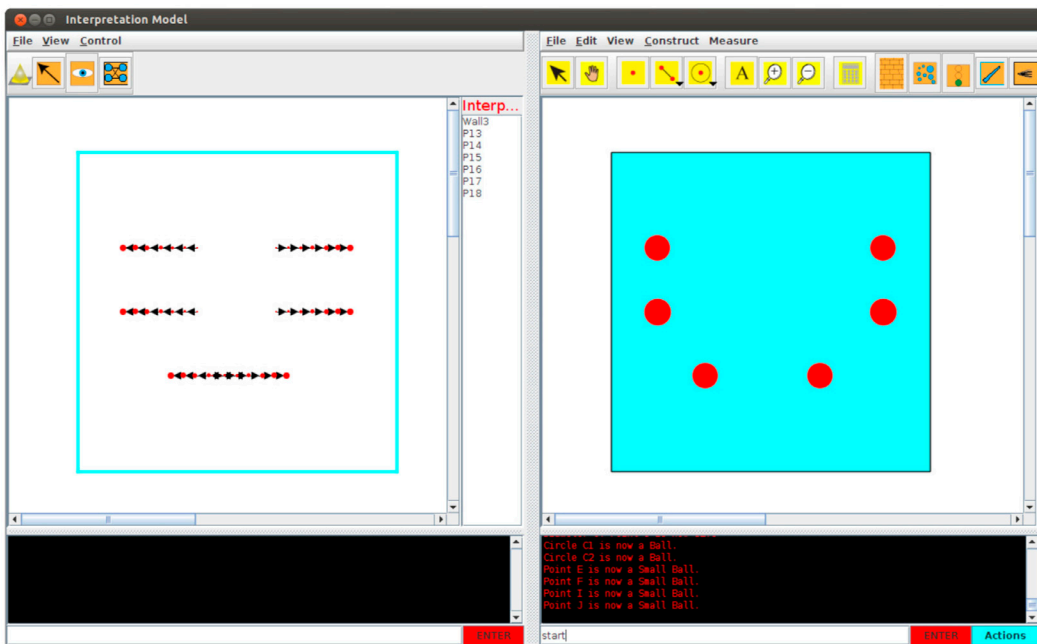 Interpretation Model
File View Control
File Edit View Construct Measure
A
Interp...
Wall3
P13
P14
P15
P16
P17
P18
Circle C1 is now a Ball.
Circle C2 is now a Ball.
Point E is now a Small Ball.
Point F is now a Small Ball.
Point I is now a Small Ball.
Point J is now a Small Ball.
ENTER
start
ENTER
Actions